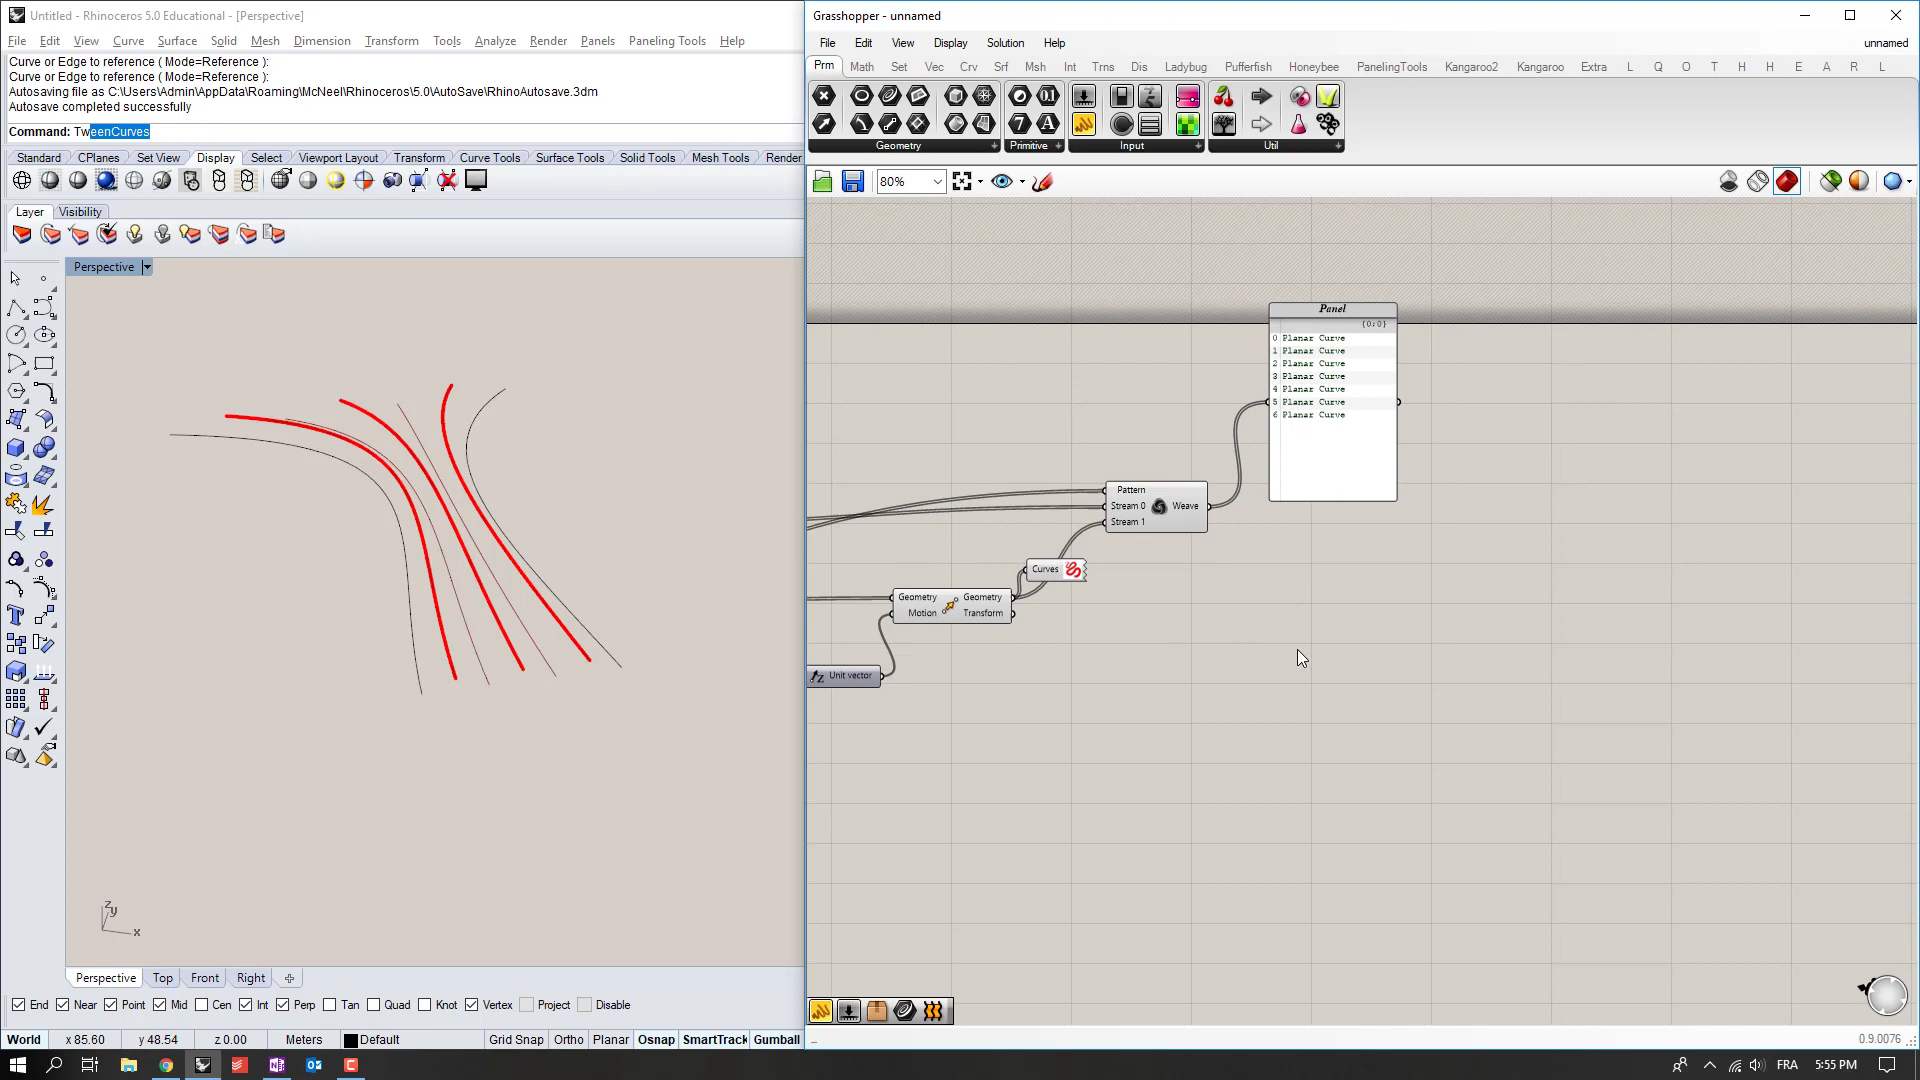 Untitled - Rhinoceros 5.0 Educational - [Perspective]
File Edit View Curve Surface Solid Mesh Dimension Transform Tools Analyze Render Panels Paneling Tools Help
Curve or Edge to reference ( Mode=Reference ):
Curve or Edge to reference ( Mode=Reference ):
Autosaving file as C:\Users\Admin\AppData\Roaming\McNeel\Rhinoceros\5.0\AutoSave\RhinoAutosave.3dm
Autosave completed successfully
Command: TweenCurves
Standard CPlanes Set View Display Select Viewport Layout Transform Curve Tools Surface Tools Solid Tools Mesh Tools Render
Layer Visibility
Perspective
z
y
x
Perspective Top Front Right
End Near Point Mid Cen Int Perp Tan Quad Knot Vertex Project Disable
World x 85.60 y 48.54 z 0.00 Meters Default Grid Snap Ortho Planar Osnap SmartTrack Gumball
Grasshopper - unnamed
File Edit View Display Solution Help unnamed
Prm Math Set Vec Crv Srf Msh Int Trns Dis Ladybug Pufferfish Honeybee PanelingTools Kangaroo2 Kangaroo Extra L Q O T H H E A R L
Geometry Primitive Input Util
80%
Panel
{0;0}
0 Planar Curve
1 Planar Curve
2 Planar Curve
3 Planar Curve
4 Planar Curve
5 Planar Curve
6 Planar Curve
Pattern
Stream 0 Weave
Stream 1
Curves
Geometry Geometry
Motion Transform
Z Unit vector
0.9.0076
FRA 5:55 PM